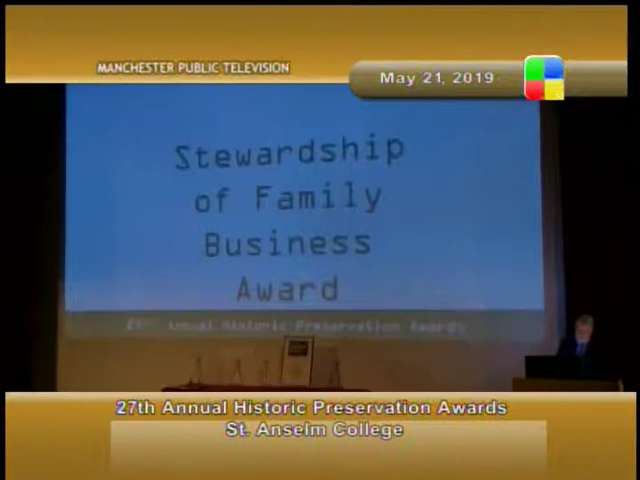 MANCHESTER PUBLIC TELEVISION
May 21, 2019
Stewardship
of Family
Business
Award
27th Annual Historic Preservation Awards
27th Annual Historic Preservation Awards
St. Anselm College